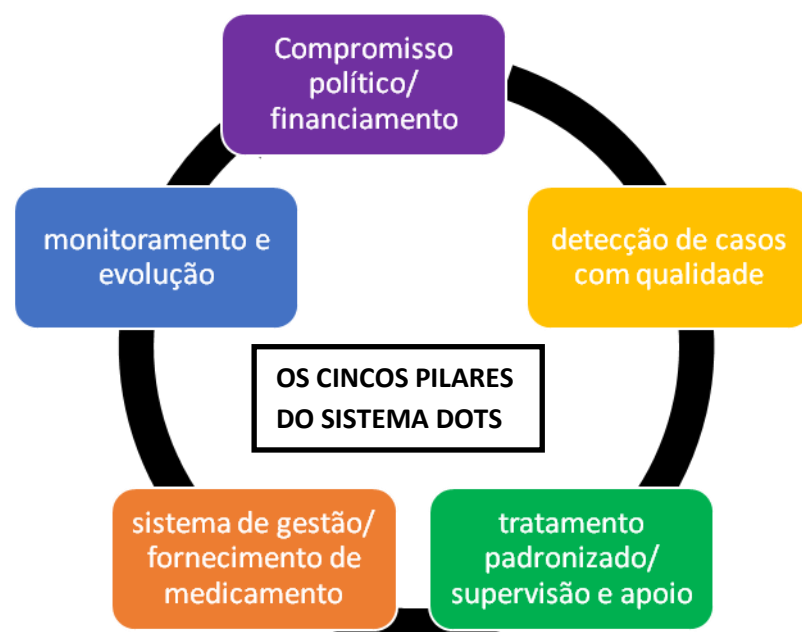 Compromisso
político/
financiamento
monitoramento e
evolução
detecção de casos
com qualidade
OS CINCOS PILARES
DO SISTEMA DOTS
sistema de gestão/
fornecimento de
medicamento
tratamento
padronizado/
supervisão e apoio